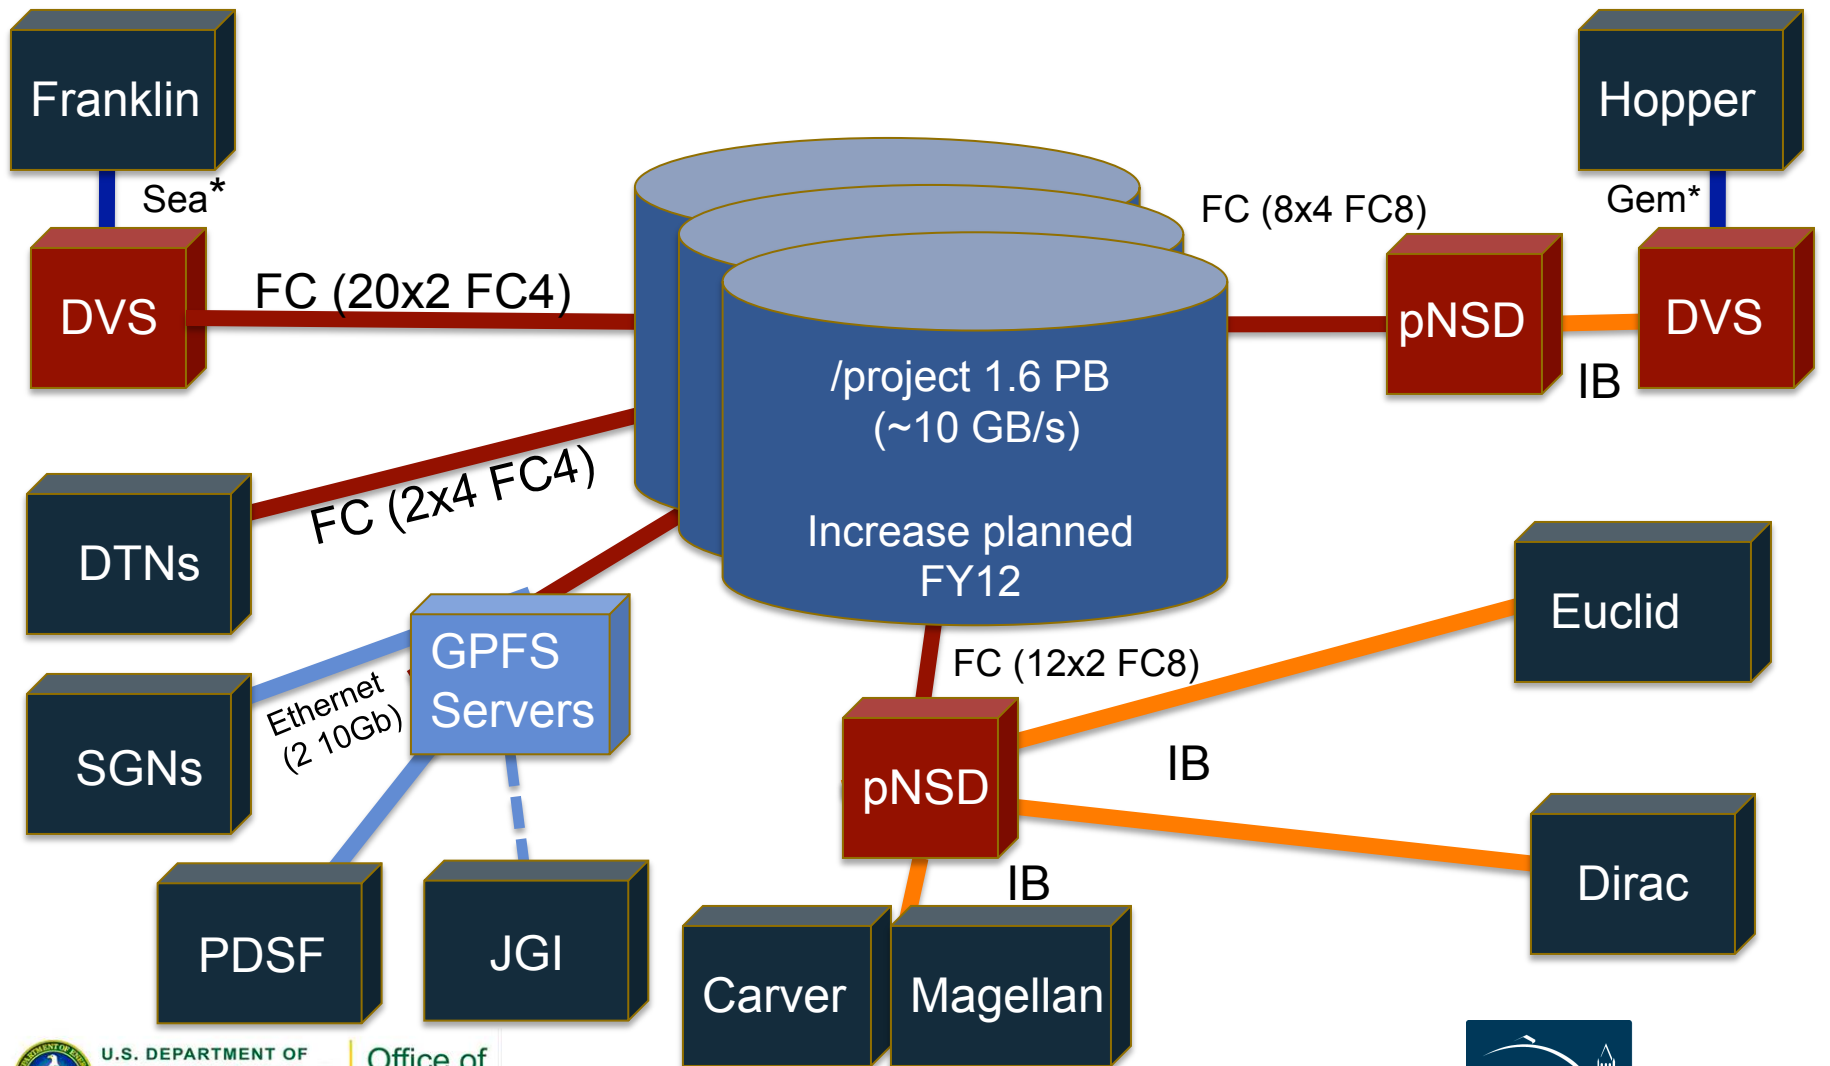 Franklin
Hopper
Sea*
Gem*
FC (8x4 FC8)
DVS
FC (20x2 FC4)
pNSD
DVS
IB
/project 1.6 PB
(~10 GB/s)
Increase planned
FY12
FC (2x4 FC4)
DTNs
Euclid
GPFS
Servers
FC (12x2 FC8)
Ethernet
(2 10Gb)
SGNs
IB
pNSD
Dirac
IB
PDSF
JGI
Carver
Magellan
U.S. DEPARTMENT OF
Office of